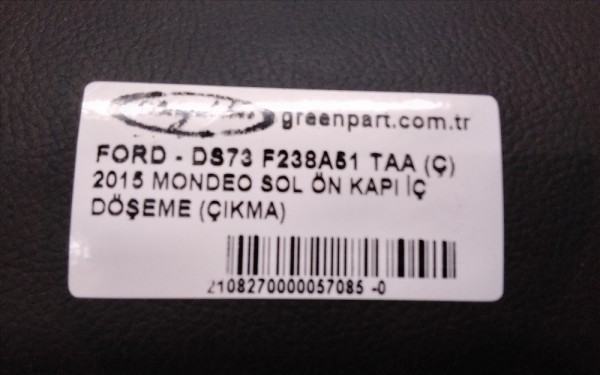 greenpart.com.tr
FORD - DS73 F238A51 TAA (Ç)
2015 MONDEO SOL ÖN KAPI İÇ
DÖŞEME (ÇIKMA)
2108270000057085 -0